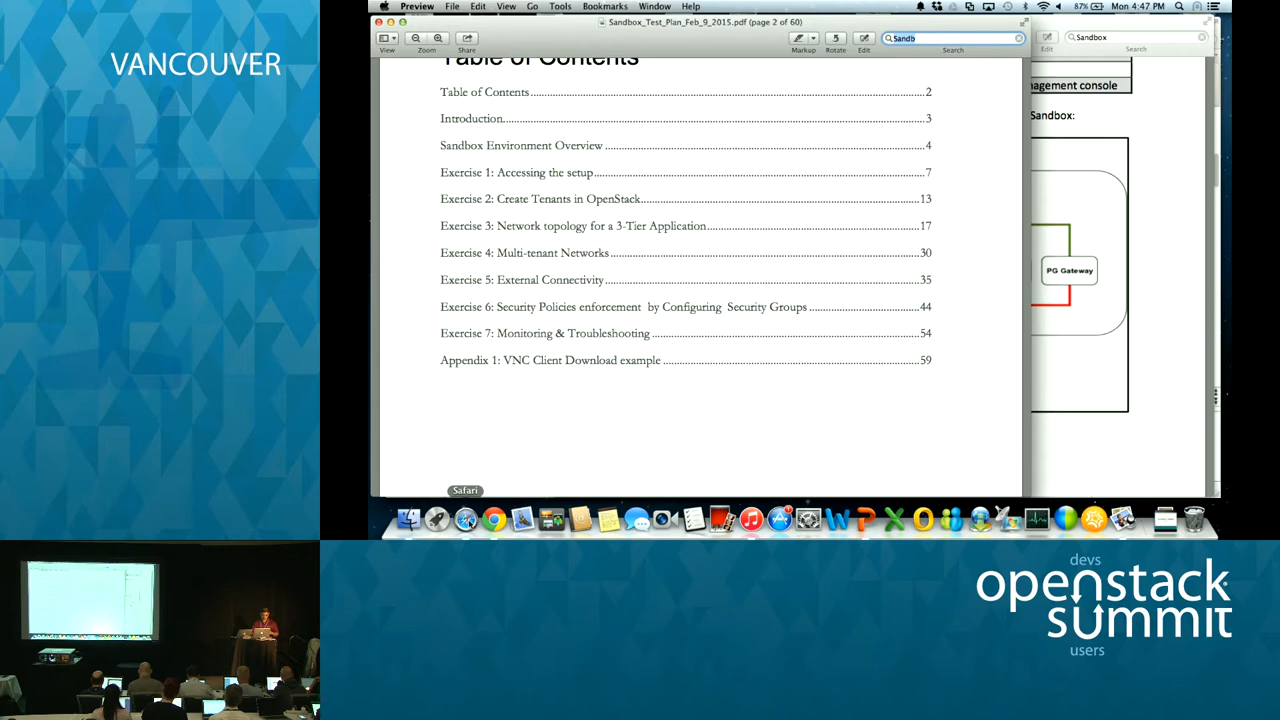 VANCOUVER
Preview File Edit View Go Tools Bookmarks Window Help
87% Mon 4:47 PM
Sandbox_Test_Plan_Feb_9_2015.pdf (page 2 of 60)
Sandb
Sandbox
View Zoom Share Markup Rotate Edit Search
Edit Search
Table of Contents
Table of Contents 2
Introduction 3
Sandbox Environment Overview 4
Exercise 1: Accessing the setup 7
Exercise 2: Create Tenants in OpenStack 13
Exercise 3: Network topology for a 3-Tier Application 17
Exercise 4: Multi-tenant Networks 30
Exercise 5: External Connectivity 35
Exercise 6: Security Policies enforcement by Configuring Security Groups 44
Exercise 7: Monitoring & Troubleshooting 54
Appendix 1: VNC Client Download example 59
nagement console
Sandbox:
PG Gateway
Safari
devs
openstack
summit
users